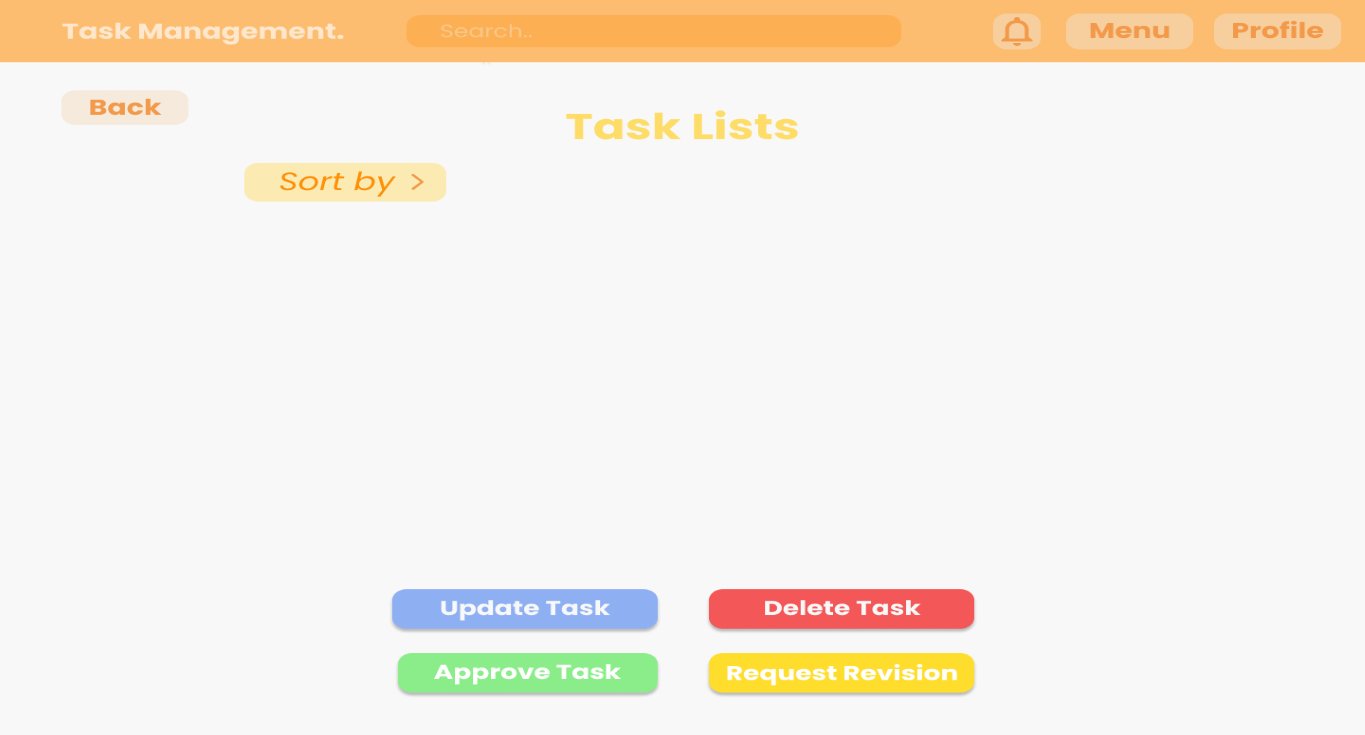 Task Management.
Search..
Menu
Profile
Back
Task Lists
Sort by >
Update Task
Delete Task
Approve Task
Request Revision